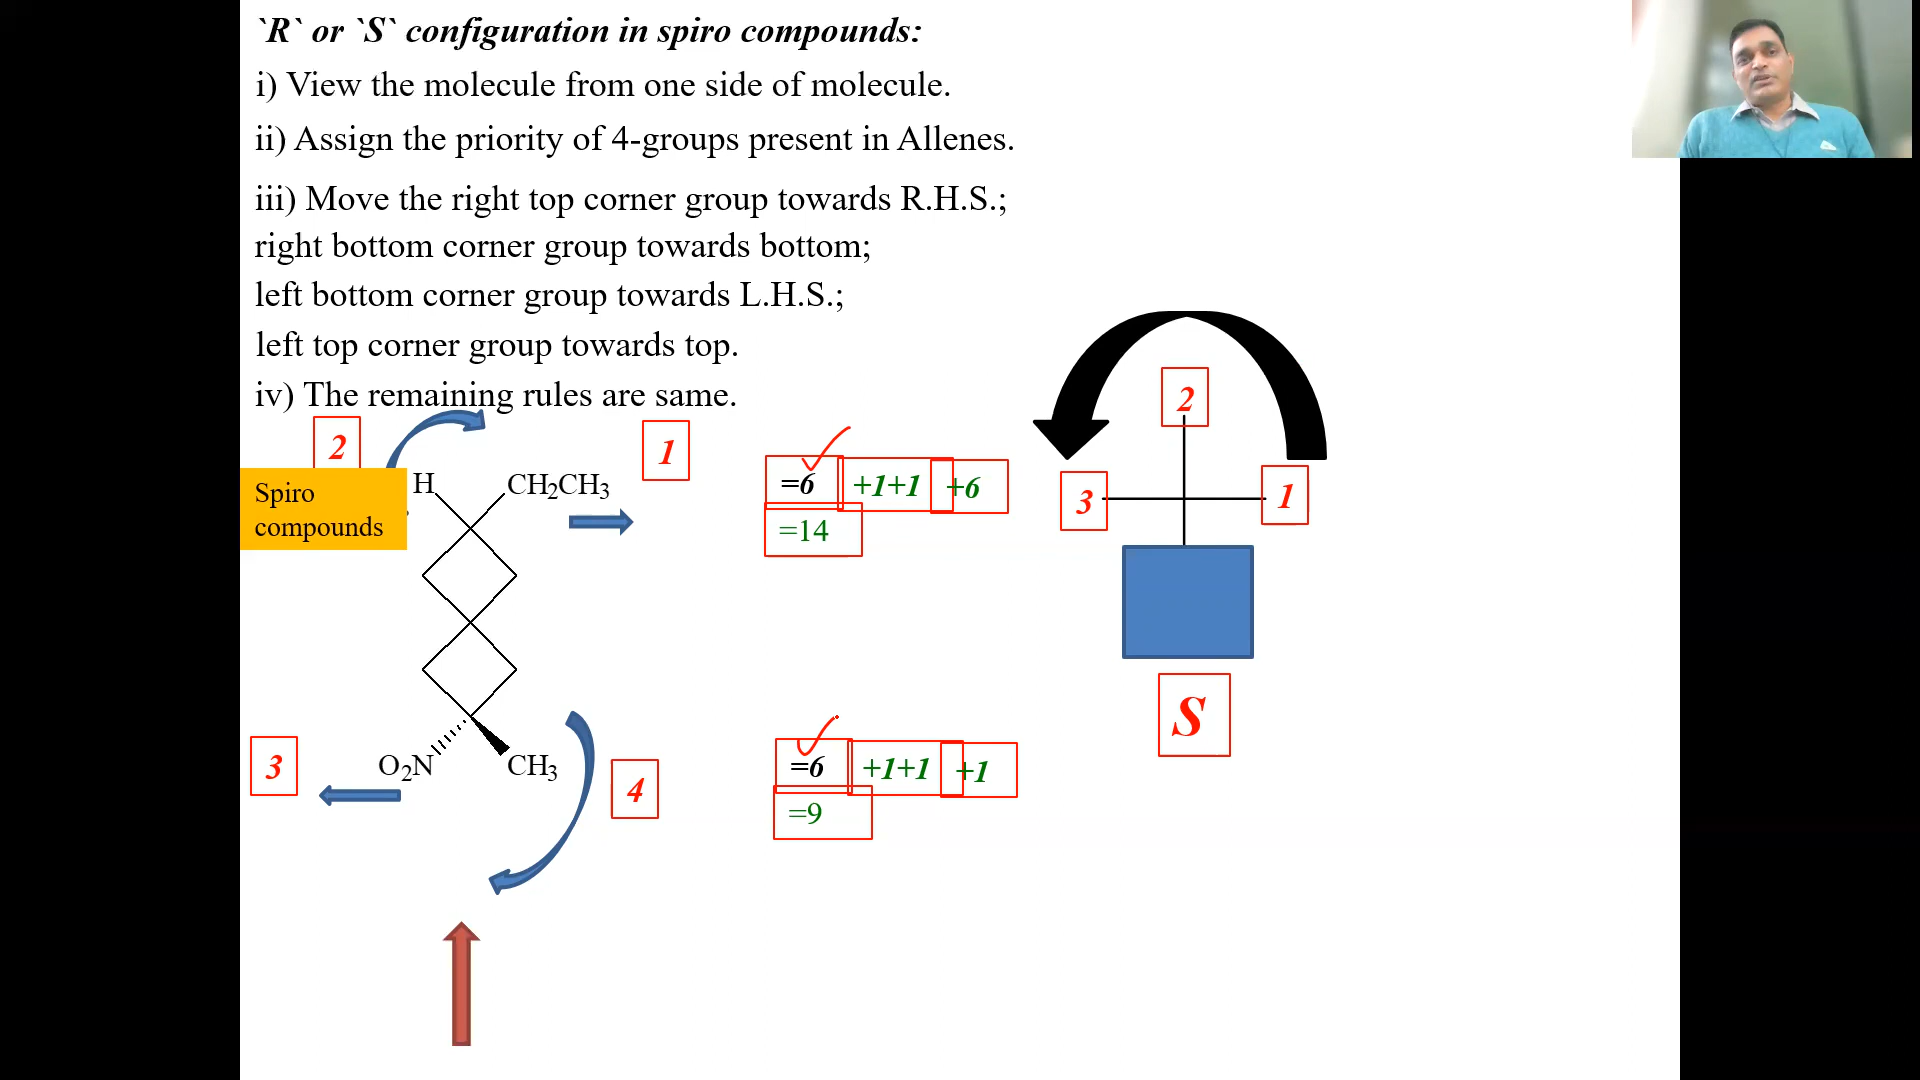 `R` or `S` configuration in spiro compounds:
i) View the molecule from one side of molecule.
ii) Assign the priority of 4-groups present in Allenes.
iii) Move the right top corner group towards R.H.S.;
right bottom corner group towards bottom;
left bottom corner group towards L.H.S.;
left top corner group towards top.
iv) The remaining rules are same.
2
1
Spiro
compounds
H
CH2CH3
=6 +1+1 +6
=14
2
3
1
S
3
O2N
CH3
4
=6 +1+1 +1
=9